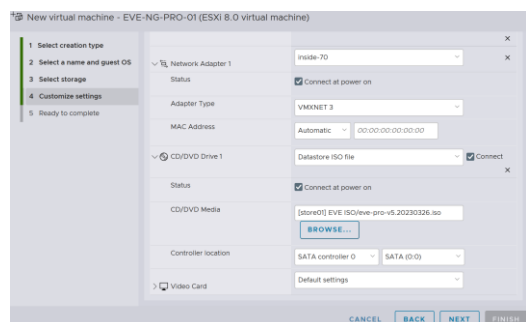 New virtual machine - EVE-NG-PRO-01 (ESXi 8.0 virtual machine)
1 Select creation type
2 Select a name and guest OS
3 Select storage
4 Customize settings
5 Ready to complete
Network Adapter 1
inside-70
Status
Connect at power on
Adapter Type
VMXNET 3
MAC Address
Automatic
00:00:00:00:00:00
CD/DVD Drive 1
Datastore ISO file
Connect
Status
Connect at power on
CD/DVD Media
[store01] EVE ISO/eve-pro-v5.20230326.iso
BROWSE...
Controller location
SATA controller 0
SATA (0:0)
Video Card
Default settings
CANCEL
BACK
NEXT
FINISH